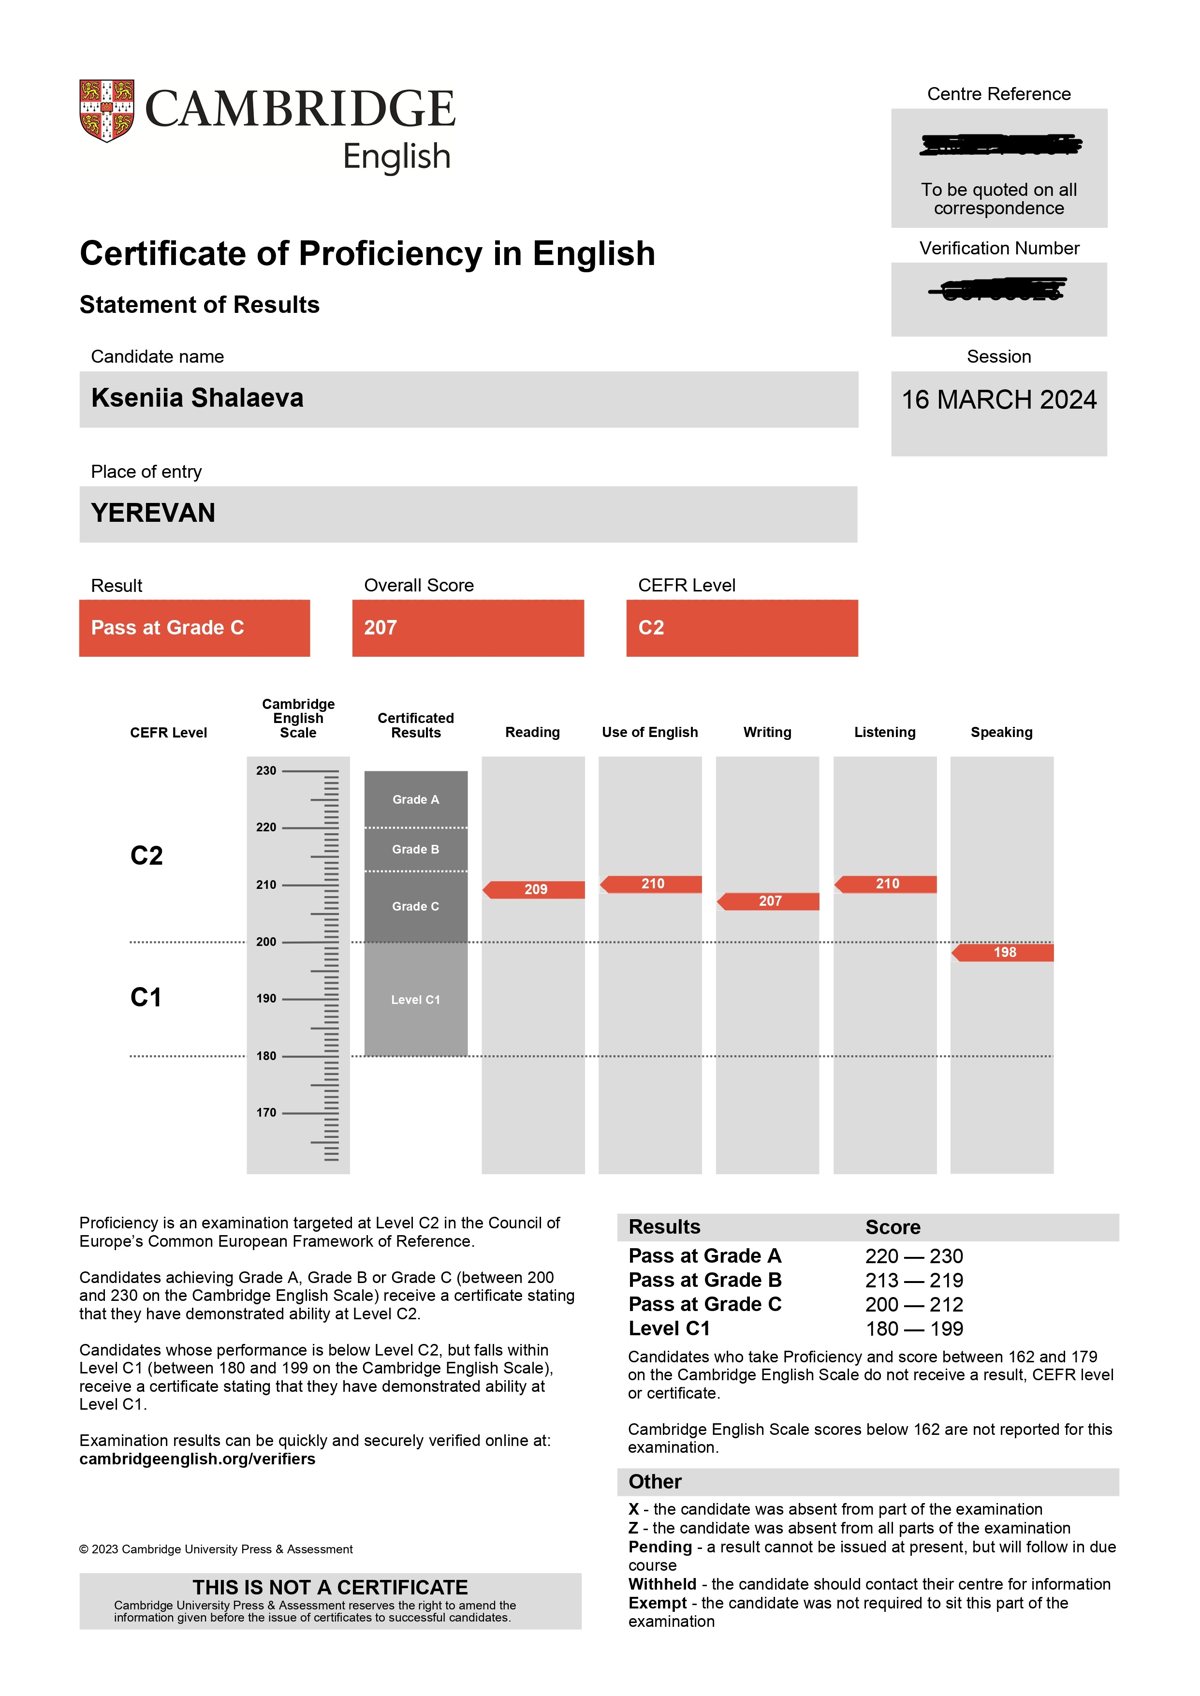 CAMBRIDGE
English
Centre Reference
To be quoted on all
correspondence
Verification Number
Certificate of Proficiency in English
Statement of Results
Candidate name
Kseniia Shalaeva
Session
16 MARCH 2024
Place of entry
YEREVAN
Result
Overall Score
CEFR Level
Pass at Grade C
207
C2
CEFR Level
Cambridge
English
Scale
Certificated
Results
Reading
Use of English
Writing
Listening
Speaking
230
Grade A
220
C2
Grade B
210
209
210
207
210
Grade C
200
198
C1
190
Level C1
180
170
Proficiency is an examination targeted at Level C2 in the Council of
Europe's Common European Framework of Reference.
Candidates achieving Grade A, Grade B or Grade C (between 200
and 230 on the Cambridge English Scale) receive a certificate stating
that they have demonstrated ability at Level C2.
Candidates whose performance is below Level C2, but falls within
Level C1 (between 180 and 199 on the Cambridge English Scale),
receive a certificate stating that they have demonstrated ability at
Level C1.
Examination results can be quickly and securely verified online at:
cambridgeenglish.org/verifiers
© 2023 Cambridge University Press & Assessment
THIS IS NOT A CERTIFICATE
Cambridge University Press & Assessment reserves the right to amend the
information given before the issue of certificates to successful candidates.
Results Score
Pass at Grade A 220 — 230
Pass at Grade B 213 — 219
Pass at Grade C 200 — 212
Level C1 180 — 199
Candidates who take Proficiency and score between 162 and 179
on the Cambridge English Scale do not receive a result, CEFR level
or certificate.
Cambridge English Scale scores below 162 are not reported for this
examination.
Other
X - the candidate was absent from part of the examination
Z - the candidate was absent from all parts of the examination
Pending - a result cannot be issued at present, but will follow in due
course
Withheld - the candidate should contact their centre for information
Exempt - the candidate was not required to sit this part of the
examination